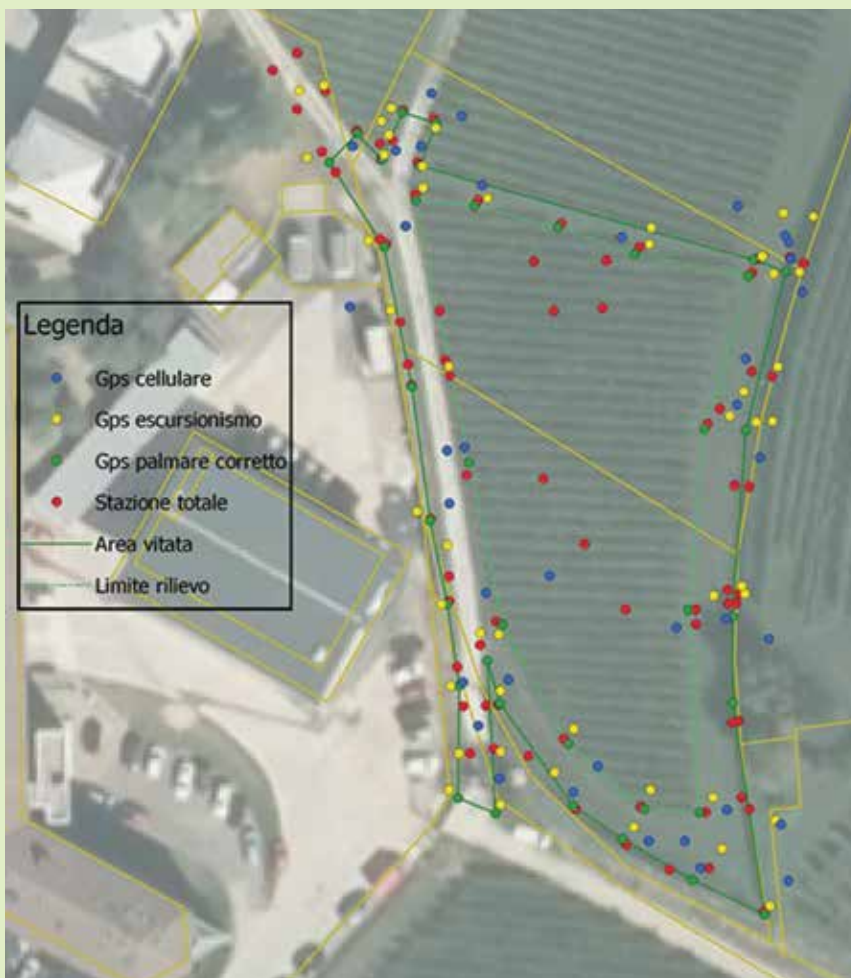 Legenda
Gps cellulare
Gps escursionismo
Gps palmare corretto
Stazione totale
Area vitata
Limite rilievo